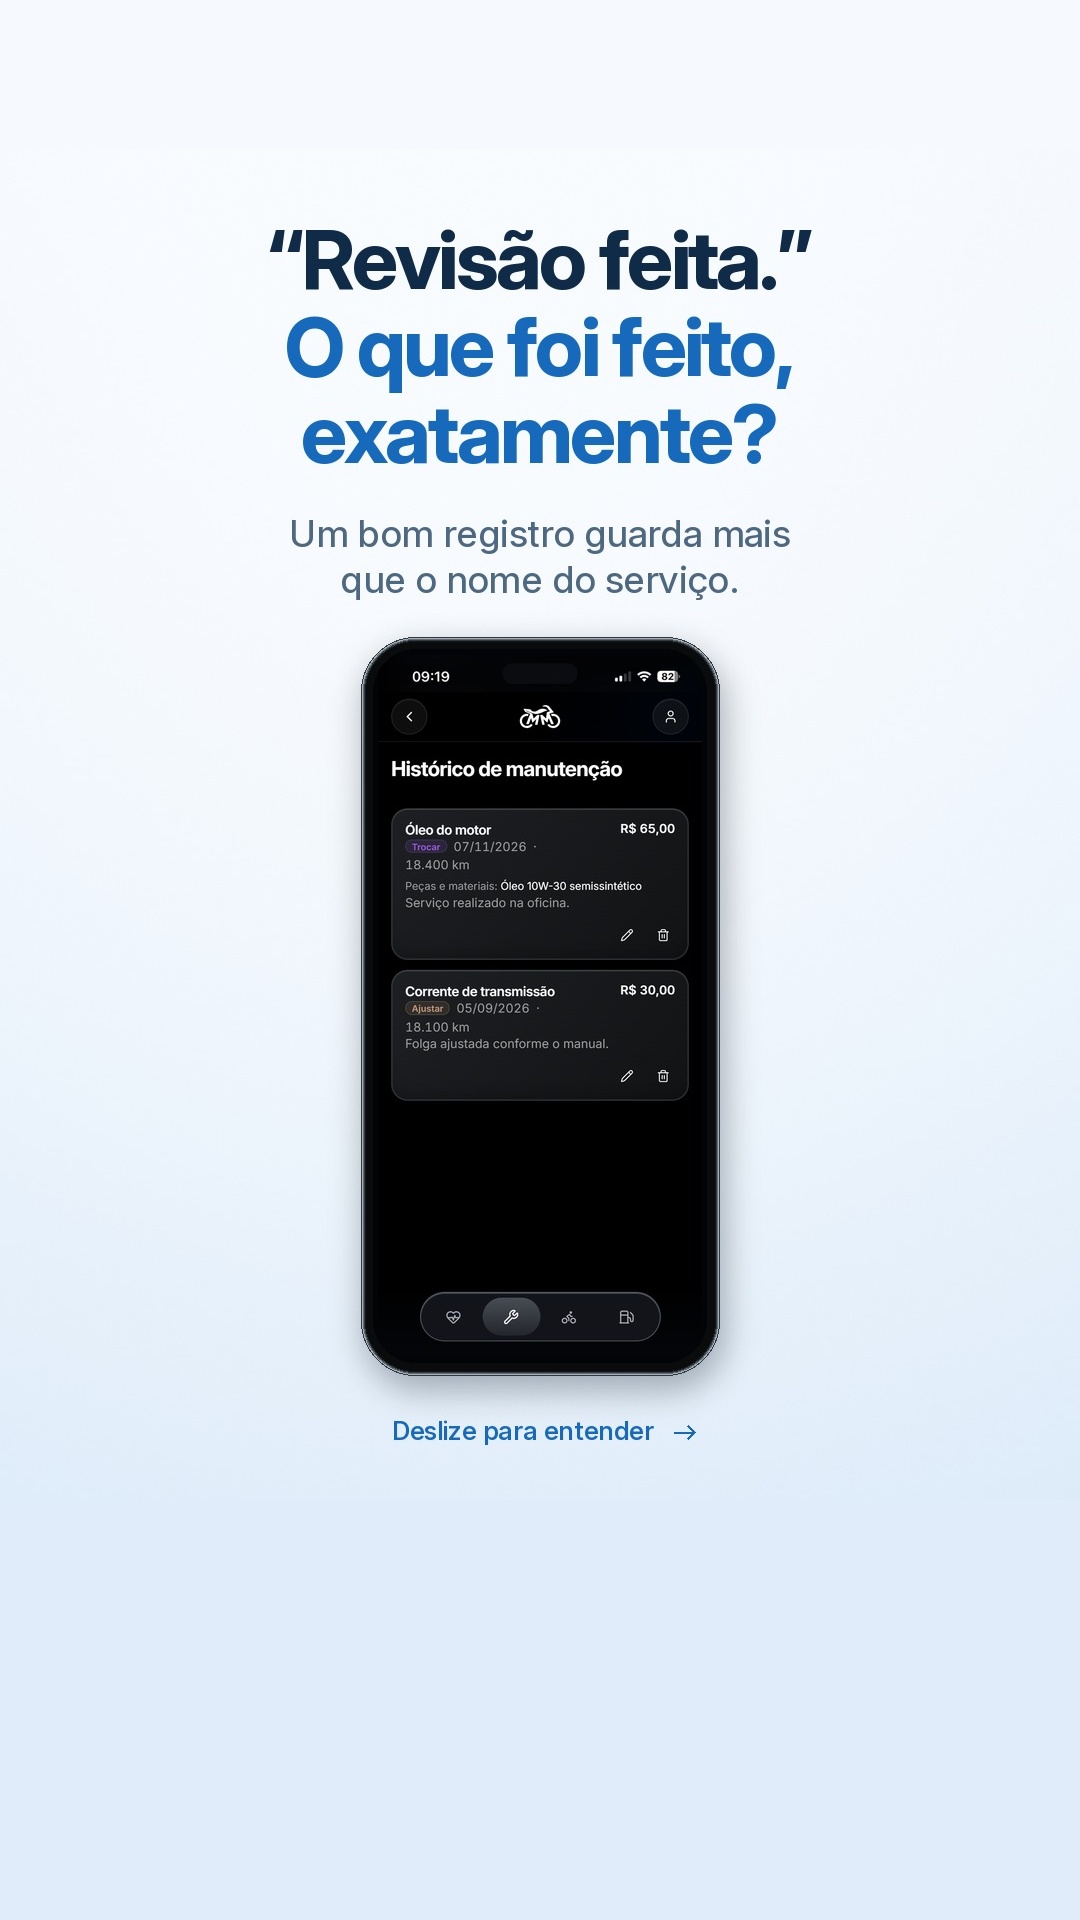 “Revisão feita.”
O que foi feito,
exatamente?
Um bom registro guarda mais
que o nome do serviço.
09:19
82
MM
Histórico de manutenção
Óleo do motor
R$ 65,00
Trocar 07/11/2026 ·
18.400 km
Peças e materiais: Óleo 10W-30 semissintético
Serviço realizado na oficina.
Corrente de transmissão
R$ 30,00
Ajustar 05/09/2026 ·
18.100 km
Folga ajustada conforme o manual.
Deslize para entender →